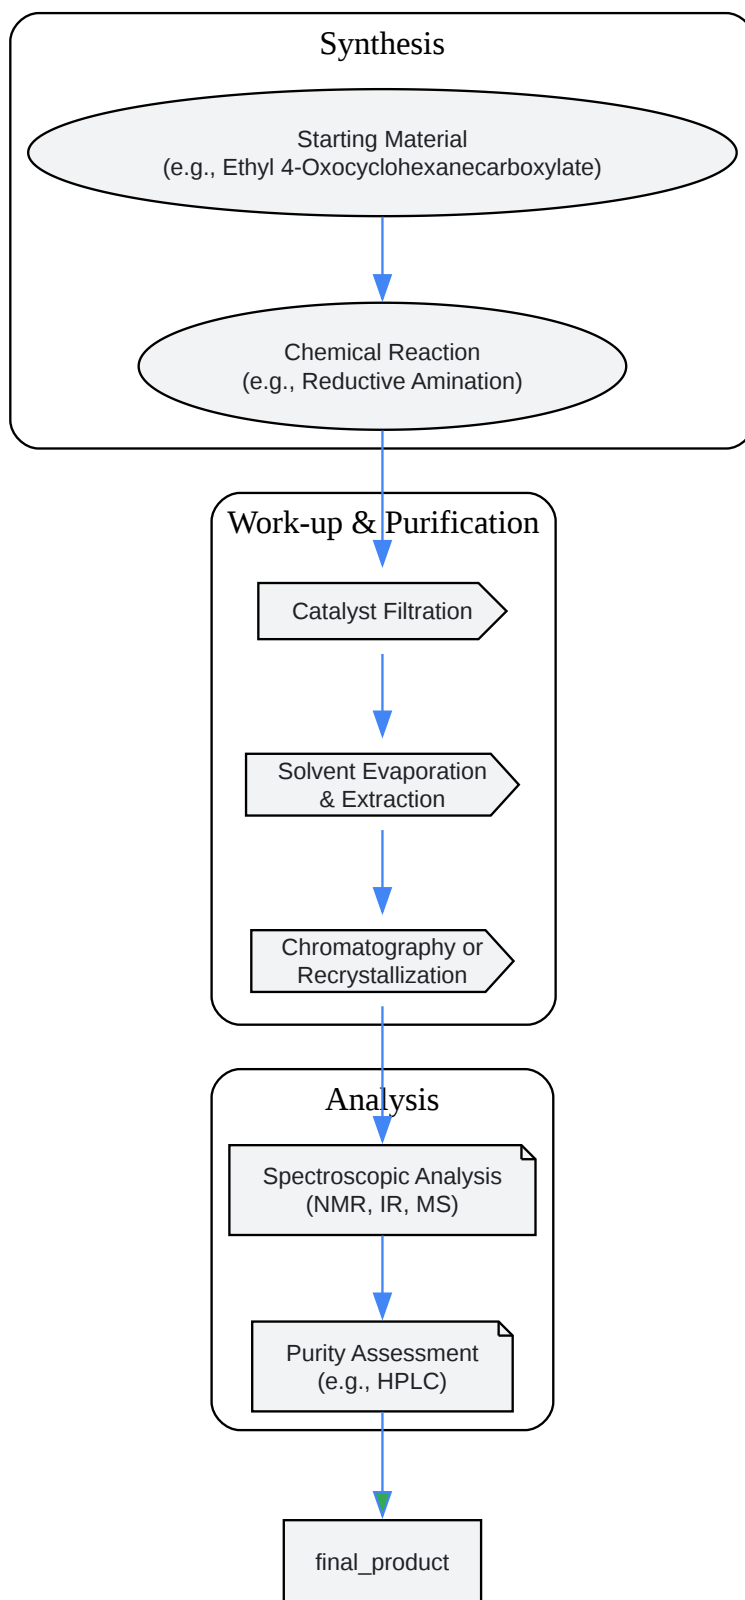 Synthesis
Starting Material
(e.g., Ethyl 4-Oxocyclohexanecarboxylate)
Chemical Reaction
(e.g., Reductive Amination)
Work-up & Purification
Catalyst Filtration
Solvent Evaporation
& Extraction
Chromatography or
Recrystallization
Analysis
Spectroscopic Analysis
(NMR, IR, MS)
Purity Assessment
(e.g., HPLC)
final_product